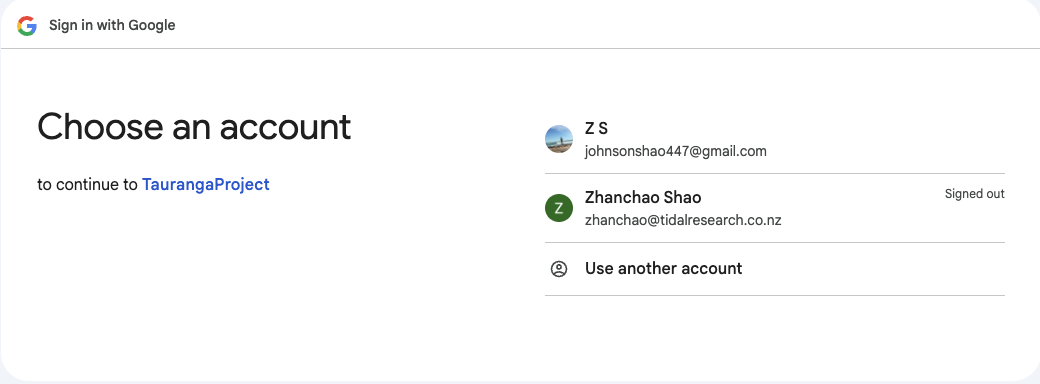 Sign in with Google
Choose an account
to continue to TaurangaProject
Z S
johnsonshao447@gmail.com
Z
Zhanchao Shao
zhanchao@tidalresearch.co.nz
Signed out
Use another account